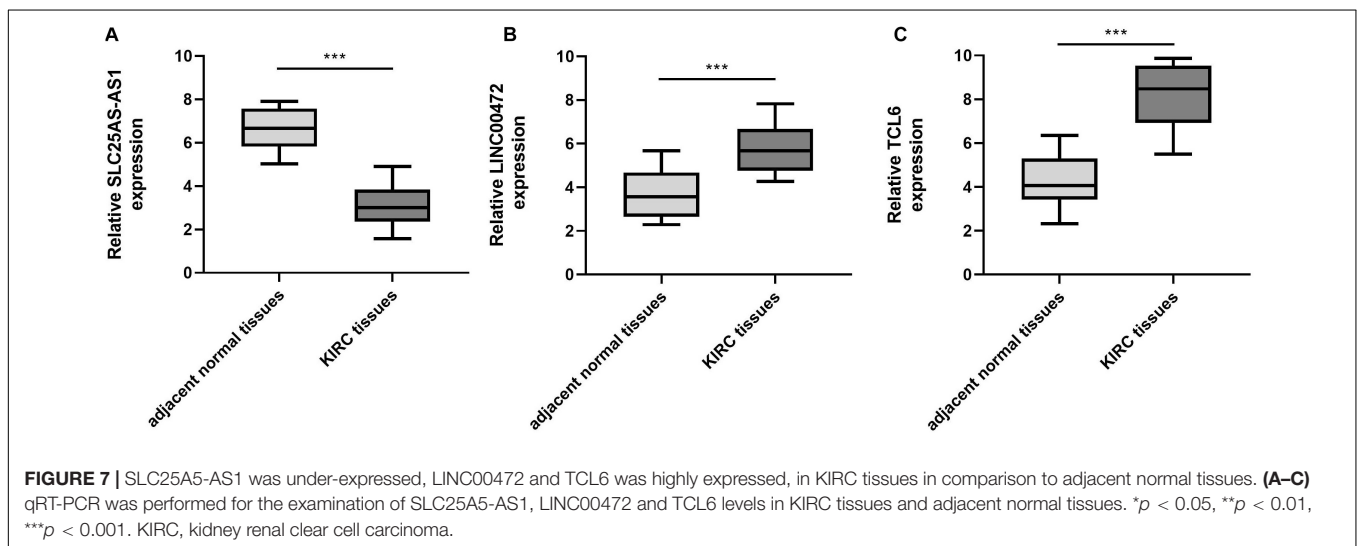 A
***
Relative SLC25AS-AS1
expression
10
8
6
4
2
0
adjacent normal tissues
KIRC tissues
B
***
Relative LINC00472
expression
10
8
6
4
2
0
adjacent normal tissues
KIRC tissues
C
***
Relative TCL6
expression
10
8
6
4
2
0
adjacent normal tissues
KIRC tissues
FIGURE 7 | SLC25A5-AS1 was under-expressed, LINC00472 and TCL6 was highly expressed, in KIRC tissues in comparison to adjacent normal tissues. (A–C)
qRT-PCR was performed for the examination of SLC25A5-AS1, LINC00472 and TCL6 levels in KIRC tissues and adjacent normal tissues. *p < 0.05, **p < 0.01,
***p < 0.001. KIRC, kidney renal clear cell carcinoma.